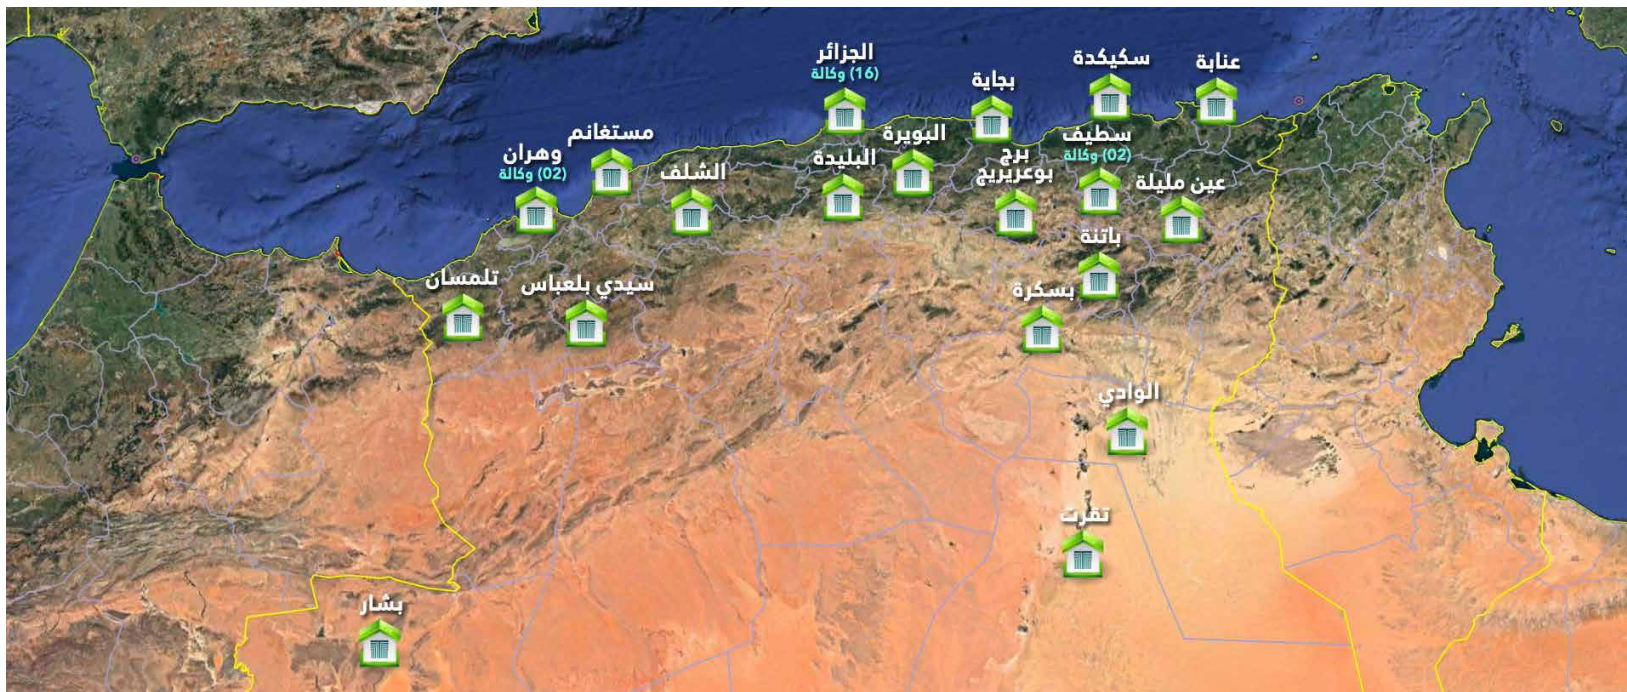 الجزائر
(16) وكالة
سكيكدة
عنابة
بجاية
سطيف
(02) وكالة
البويرة
مستغانم
وهران
(02) وكالة
برج
بوعريريج
البليدة
الشلف
عين مليلة
باتنة
بسكرة
سيدي بلعباس
تلمسان
الوادي
تقرت
بشار